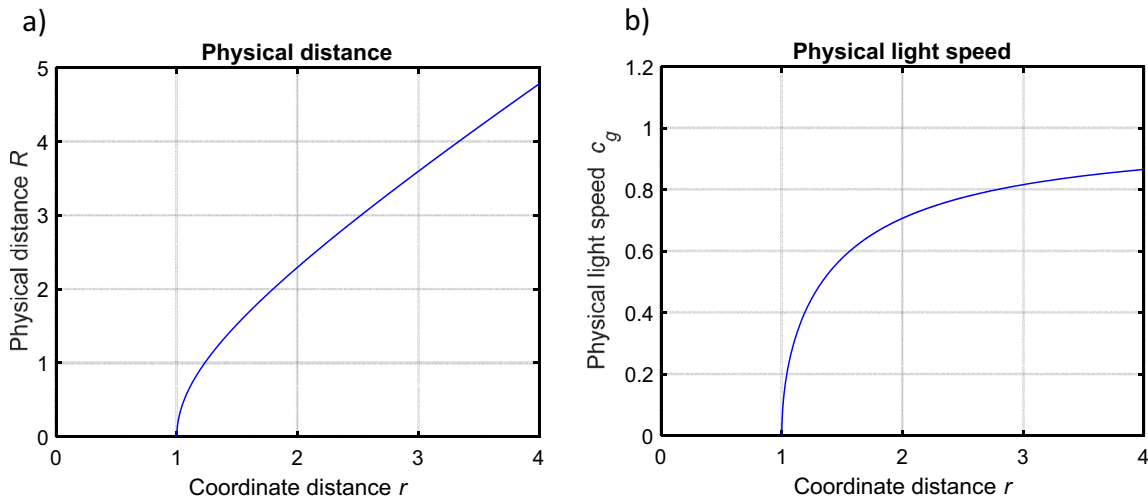 a)
Physical distance
5
4
3
2
1
0
0 1 2 3 4
Physical distance R
Coordinate distance r
b)
Physical light speed
1.2
1
0.8
0.6
0.4
0.2
0
0 1 2 3 4
Physical light speed c_g
Coordinate distance r